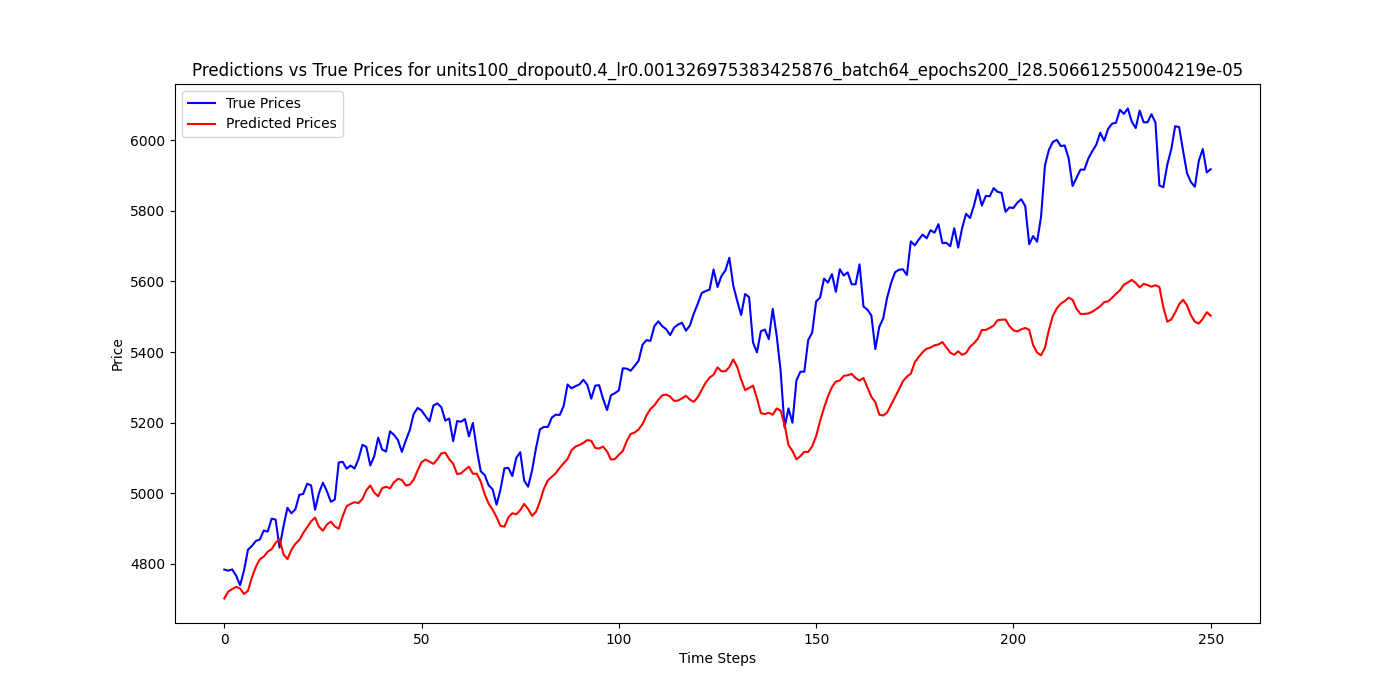 Predictions vs True Prices for units100_dropout0.4_lr0.001326975383425876_batch64_epochs200_l28.506612550004219e-05
True Prices
Predicted Prices
6000
5800
5600
5400
5200
5000
4800
Price
0 50 100 150 200 250
Time Steps